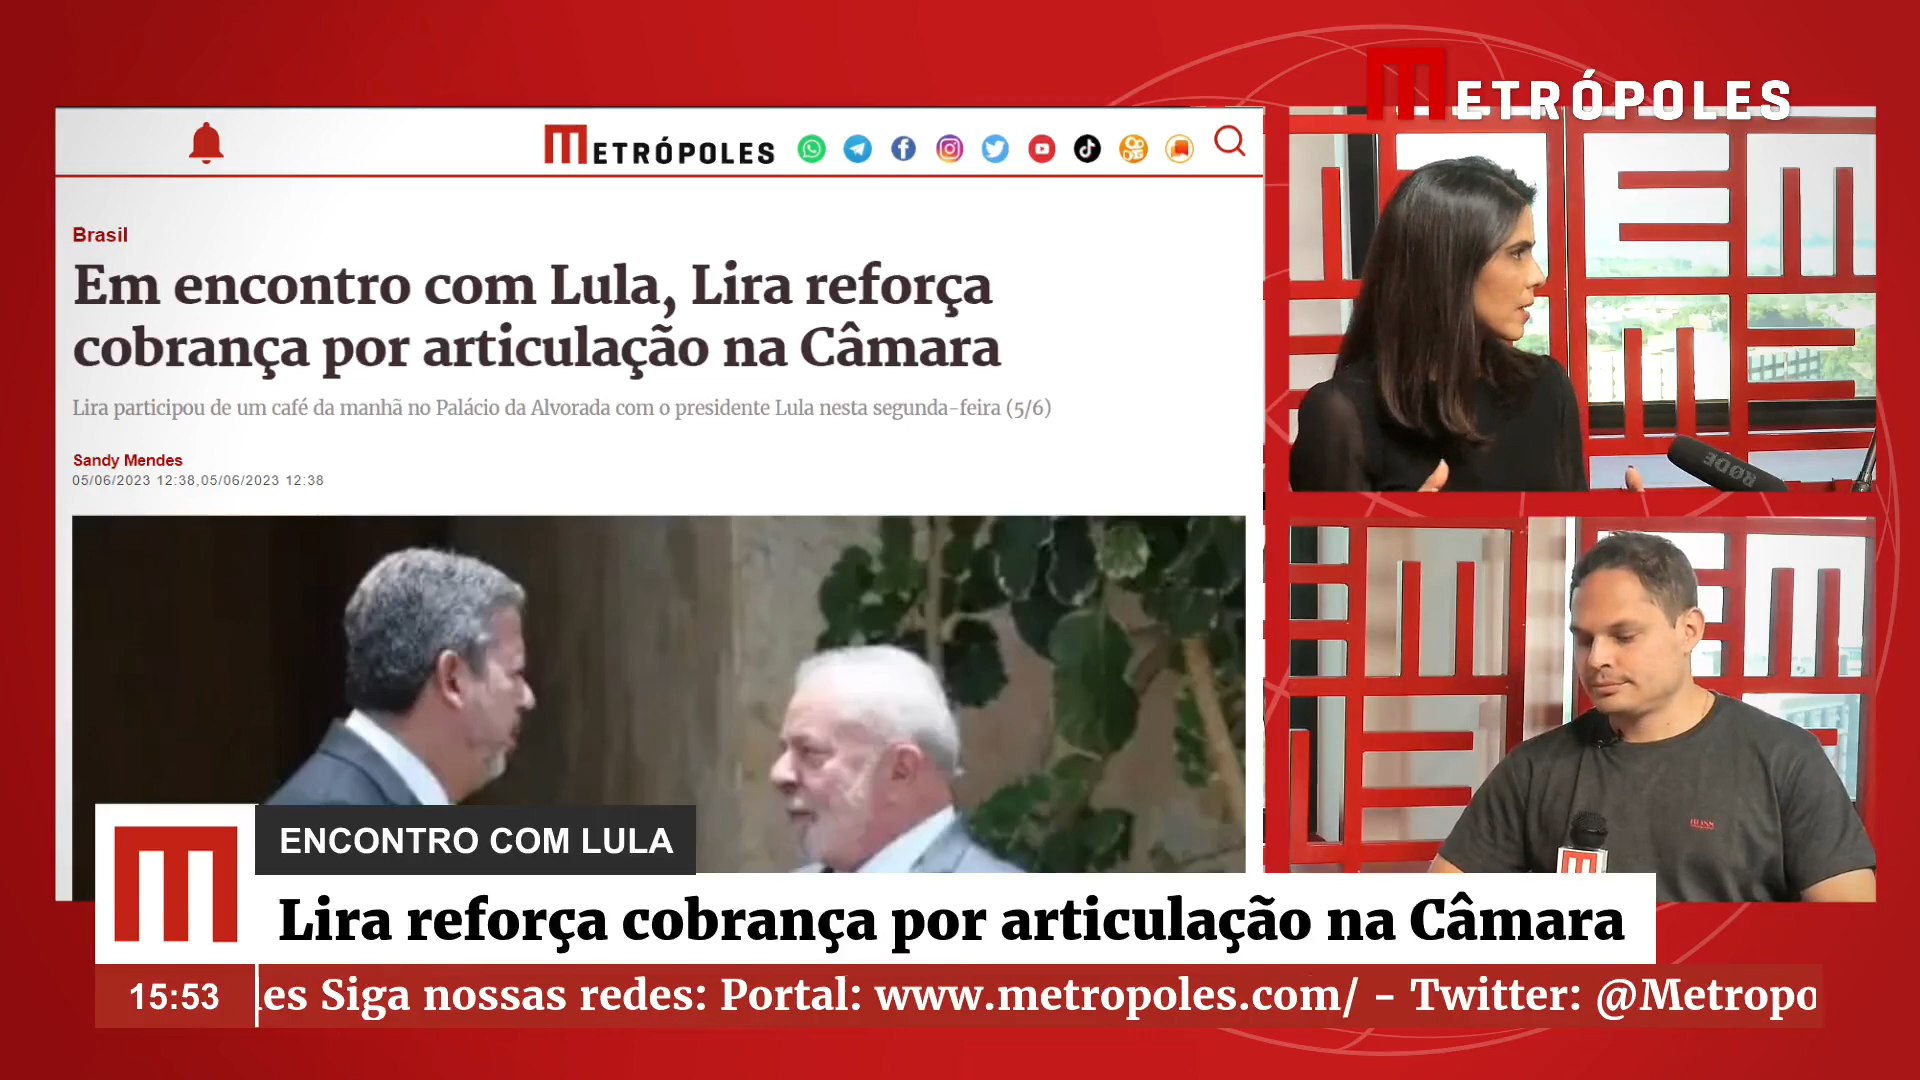 METRÓPOLES
METRÓPOLES
Brasil
Em encontro com Lula, Lira reforça
cobrança por articulação na Câmara
Lira participou de um café da manhã no Palácio da Alvorada com o presidente Lula nesta segunda-feira (5/6)
Sandy Mendes
05/06/2023 12:38,05/06/2023 12:38
RØDE
BOSS
M
ENCONTRO COM LULA
Lira reforça cobrança por articulação na Câmara
15:53
les Siga nossas redes: Portal: www.metropoles.com/ - Twitter: @Metropo